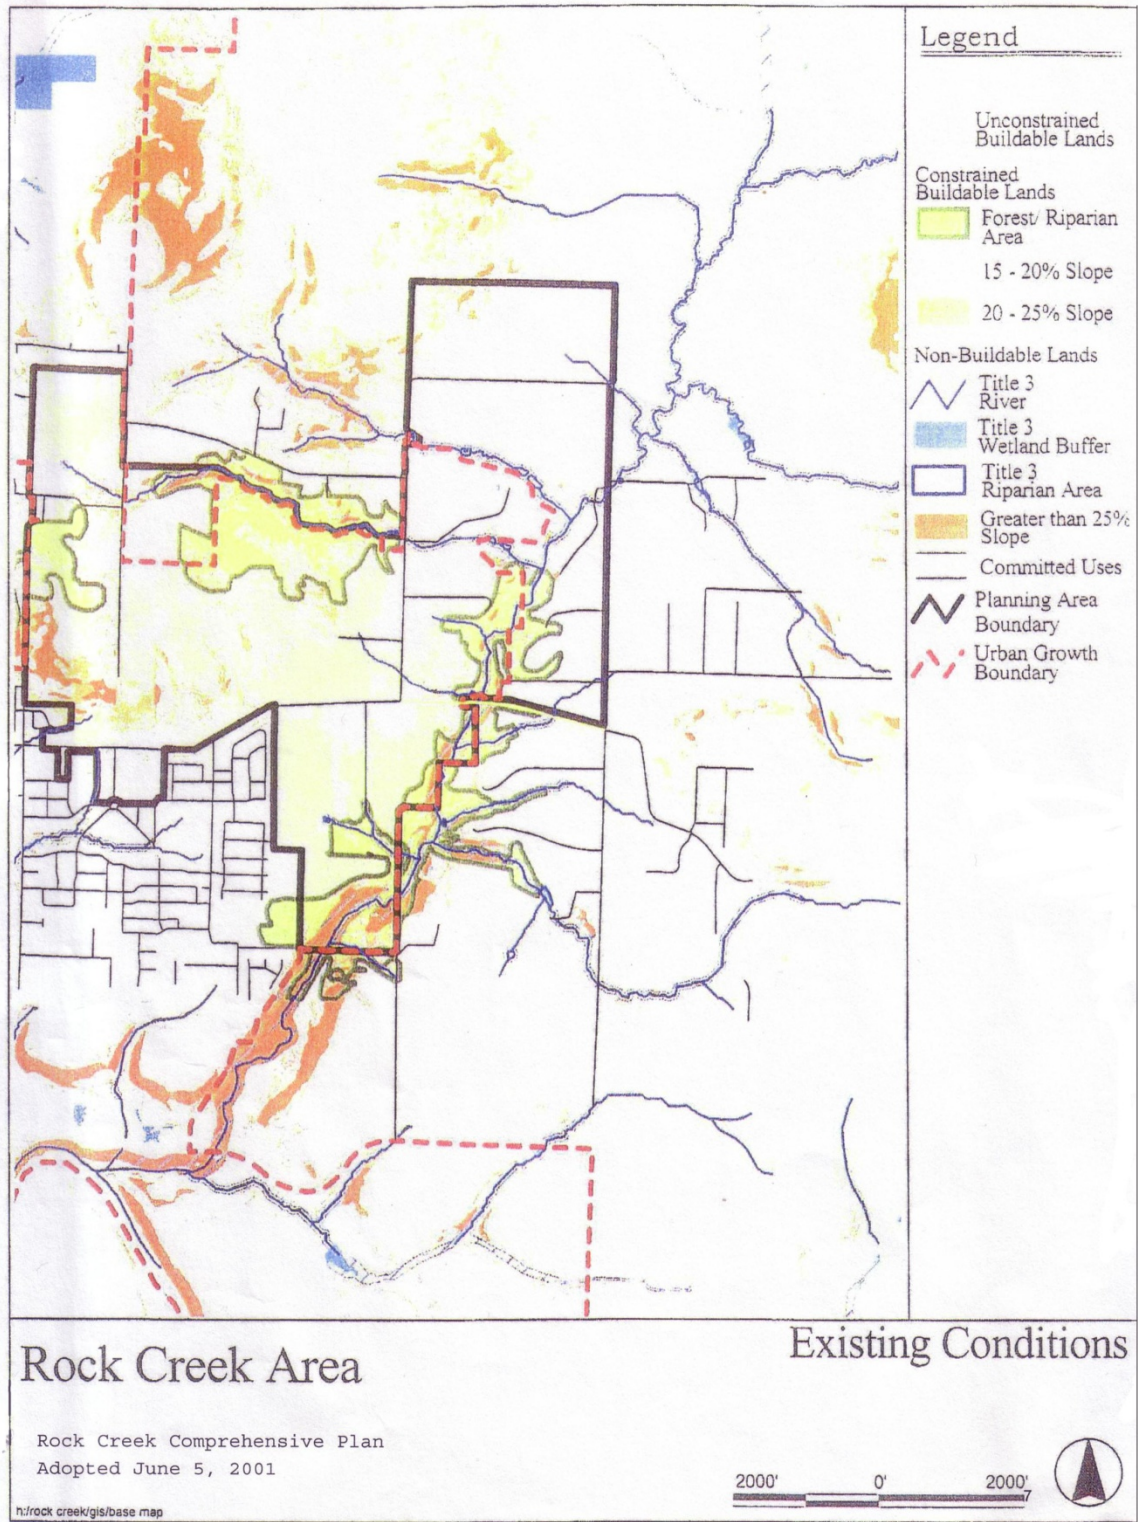 Legend
Unconstrained
Buildable Lands
Constrained
Buildable Lands
Forest/ Riparian
Area
15 - 20% Slope
20 - 25% Slope
Non-Buildable Lands
Title 3
River
Title 3
Wetland Buffer
Title 3
Riparian Area
Greater than 25%
Slope
Committed Uses
Planning Area
Boundary
Urban Growth
Boundary
Rock Creek Area
Existing Conditions
Rock Creek Comprehensive Plan
Adopted June 5, 2001
2000' 0' 2000'
7
h:/rock creek/gis/base map